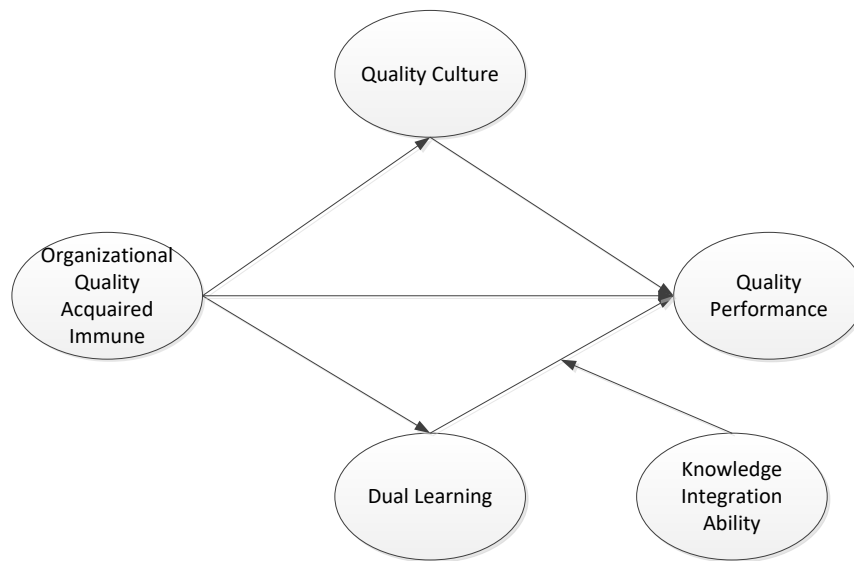 Quality Culture
Organizational
Quality
Acquaired
Immune
Quality
Performance
Dual Learning
Knowledge
Integration
Ability